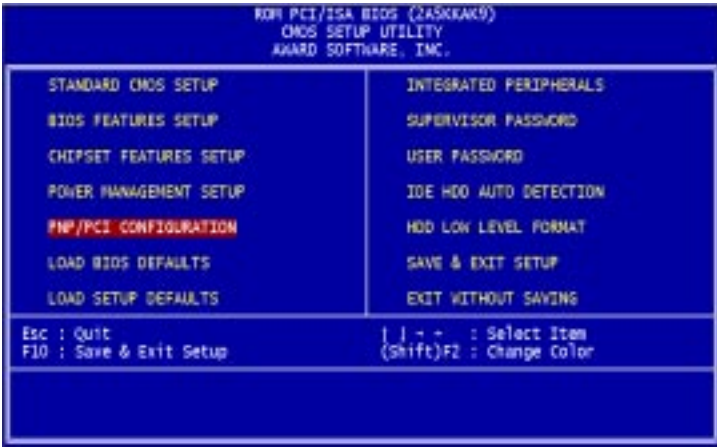 ROM PCI/ISA BIOS (2A5KKAK9)
CMOS SETUP UTILITY
AWARD SOFTWARE, INC.
STANDARD CMOS SETUP
BIOS FEATURES SETUP
CHIPSET FEATURES SETUP
POWER MANAGEMENT SETUP
PNP/PCI CONFIGURATION
LOAD BIOS DEFAULTS
LOAD SETUP DEFAULTS
INTEGRATED PERIPHERALS
SUPERVISOR PASSWORD
USER PASSWORD
IDE HDD AUTO DETECTION
HDD LOW LEVEL FORMAT
SAVE & EXIT SETUP
EXIT WITHOUT SAVING
Esc : Quit
F10 : Save & Exit Setup
: Select Item
(Shift)F2 : Change Color